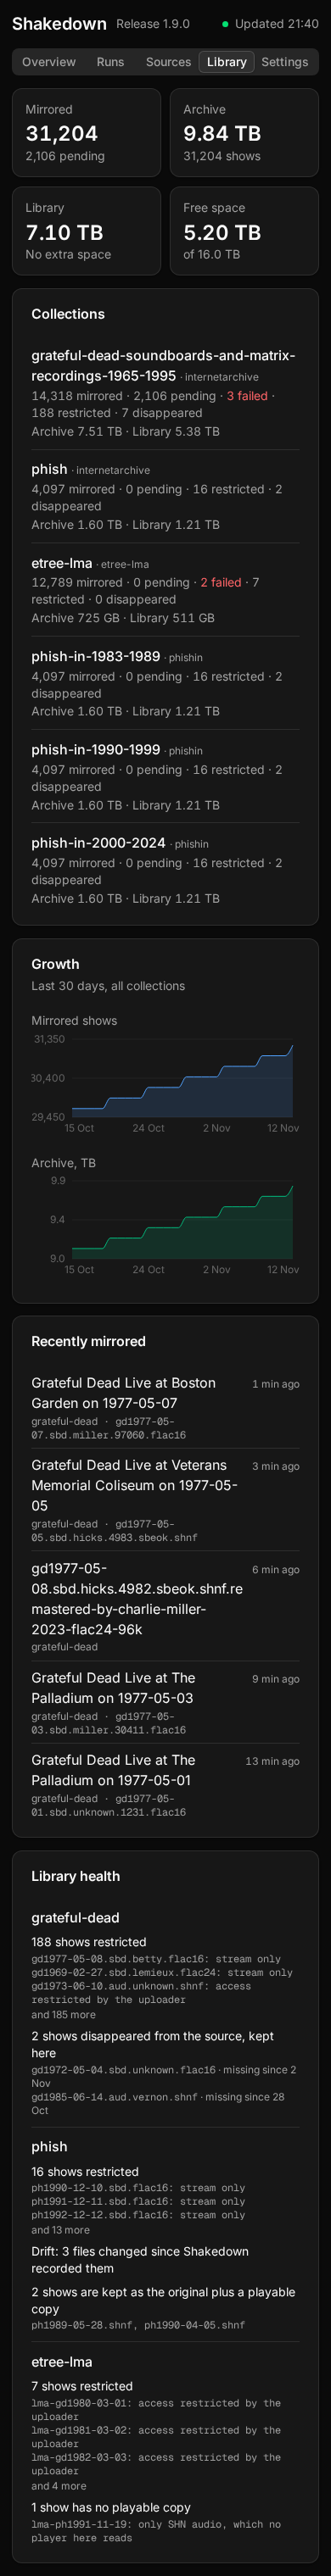 Shakedown Release 1.9.0 Updated 21:40
Overview Runs Sources Library Settings
Mirrored
31,204
2,106 pending
Archive
9.84 TB
31,204 shows
Library
7.10 TB
No extra space
Free space
5.20 TB
of 16.0 TB
Collections
grateful-dead-soundboards-and-matrix-
recordings-1965-1995 · internetarchive
14,318 mirrored · 2,106 pending · 3 failed ·
188 restricted · 7 disappeared
Archive 7.51 TB · Library 5.38 TB
phish · internetarchive
4,097 mirrored · 0 pending · 16 restricted · 2
disappeared
Archive 1.60 TB · Library 1.21 TB
etree-lma · etree-lma
12,789 mirrored · 0 pending · 2 failed · 7
restricted · 0 disappeared
Archive 725 GB · Library 511 GB
phish-in-1983-1989 · phishin
4,097 mirrored · 0 pending · 16 restricted · 2
disappeared
Archive 1.60 TB · Library 1.21 TB
phish-in-1990-1999 · phishin
4,097 mirrored · 0 pending · 16 restricted · 2
disappeared
Archive 1.60 TB · Library 1.21 TB
phish-in-2000-2024 · phishin
4,097 mirrored · 0 pending · 16 restricted · 2
disappeared
Archive 1.60 TB · Library 1.21 TB
Growth
Last 30 days, all collections
Mirrored shows
31,350
30,400
29,450
15 Oct 24 Oct 2 Nov 12 Nov
Archive, TB
9.9
9.4
9.0
15 Oct 24 Oct 2 Nov 12 Nov
Recently mirrored
Grateful Dead Live at Boston 1 min ago
Garden on 1977-05-07
grateful-dead · gd1977-05-
07.sbd.miller.97060.flac16
Grateful Dead Live at Veterans 3 min ago
Memorial Coliseum on 1977-05-
05
grateful-dead · gd1977-05-
05.sbd.hicks.4983.sbeok.shnf
gd1977-05- 6 min ago
08.sbd.hicks.4982.sbeok.shnf.re
mastered-by-charlie-miller-
2023-flac24-96k
grateful-dead
Grateful Dead Live at The 9 min ago
Palladium on 1977-05-03
grateful-dead · gd1977-05-
03.sbd.miller.30411.flac16
Grateful Dead Live at The 13 min ago
Palladium on 1977-05-01
grateful-dead · gd1977-05-
01.sbd.unknown.1231.flac16
Library health
grateful-dead
188 shows restricted
gd1977-05-08.sbd.betty.flac16: stream only
gd1969-02-27.sbd.lemieux.flac24: stream only
gd1973-06-10.aud.unknown.shnf: access
restricted by the uploader
and 185 more
2 shows disappeared from the source, kept
here
gd1972-05-04.sbd.unknown.flac16 · missing since 2
Nov
gd1985-06-14.aud.vernon.shnf · missing since 28
Oct
phish
16 shows restricted
ph1990-12-10.sbd.flac16: stream only
ph1991-12-11.sbd.flac16: stream only
ph1992-12-12.sbd.flac16: stream only
and 13 more
Drift: 3 files changed since Shakedown
recorded them
2 shows are kept as the original plus a playable
copy
ph1989-05-28.shnf, ph1990-04-05.shnf
etree-lma
7 shows restricted
lma-gd1980-03-01: access restricted by the
uploader
lma-gd1981-03-02: access restricted by the
uploader
lma-gd1982-03-03: access restricted by the
uploader
and 4 more
1 show has no playable copy
lma-ph1991-11-19: only SHN audio, which no
player here reads